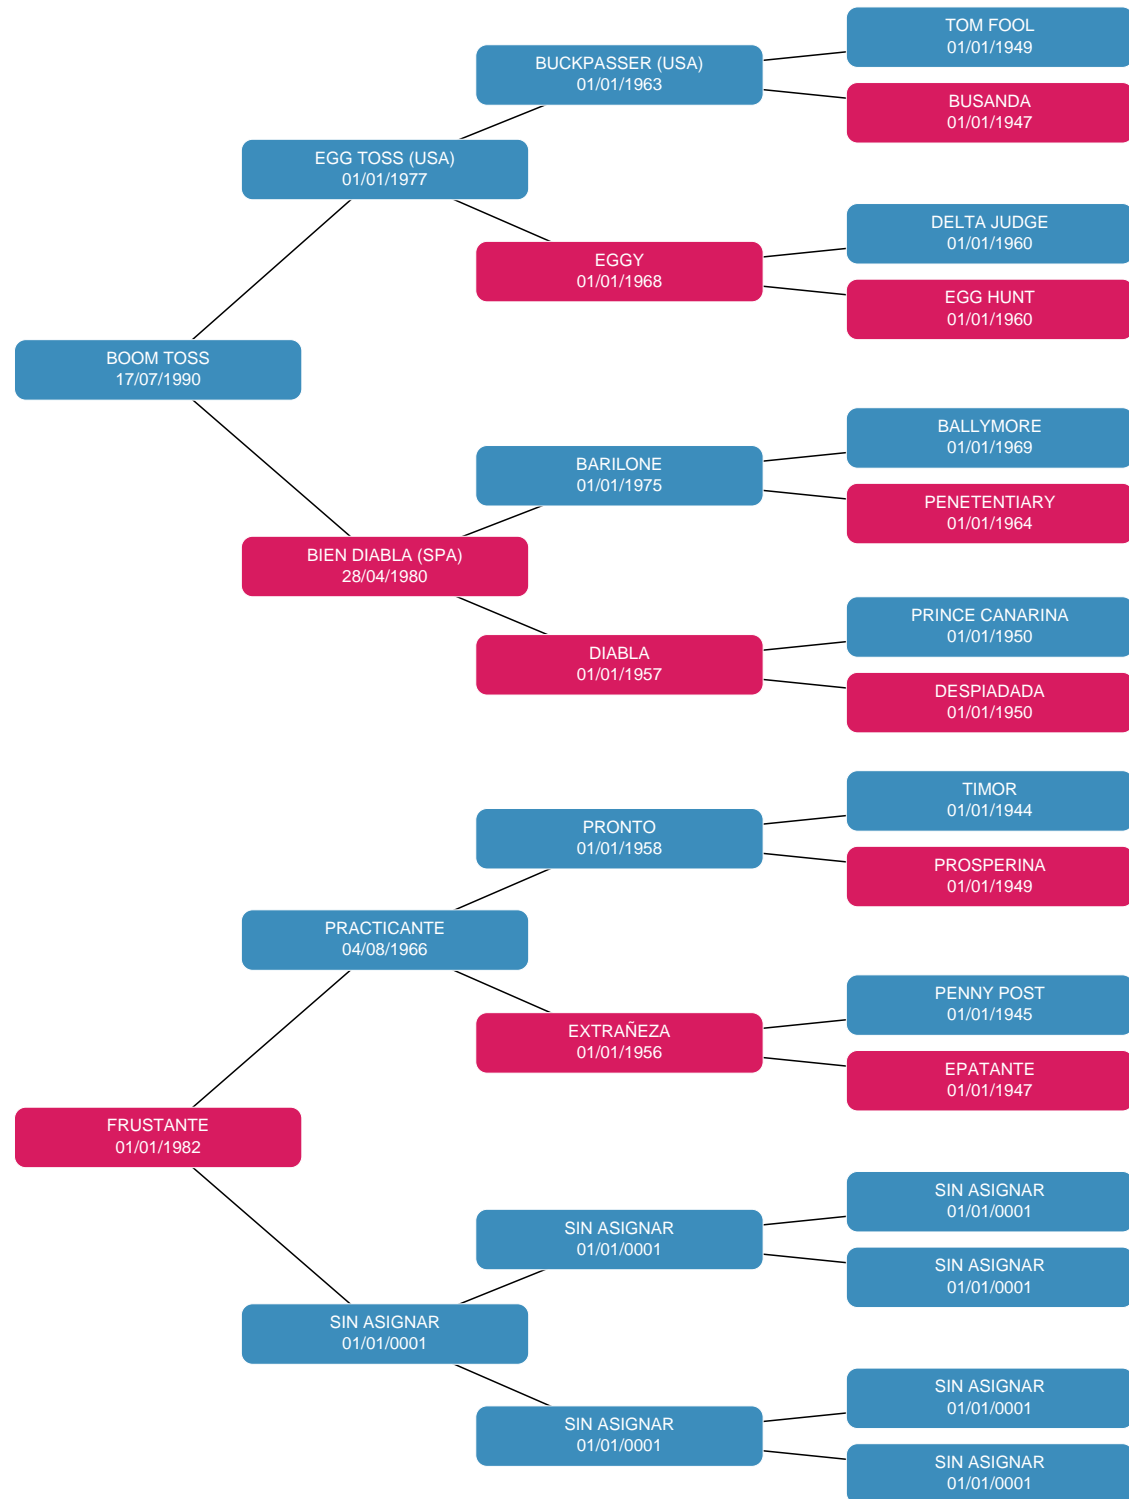 TOM FOOL
01/01/1949
BUCKPASSER (USA)
01/01/1963
BUSANDA
01/01/1947
EGG TOSS (USA)
01/01/1977
DELTA JUDGE
01/01/1960
EGGY
01/01/1968
EGG HUNT
01/01/1960
BOOM TOSS
17/07/1990
BALLYMORE
01/01/1969
BARILONE
01/01/1975
PENETENTIARY
01/01/1964
BIEN DIABLA (SPA)
28/04/1980
PRINCE CANARINA
01/01/1950
DIABLA
01/01/1957
DESPIADADA
01/01/1950
TIMOR
01/01/1944
PRONTO
01/01/1958
PROSPERINA
01/01/1949
PRACTICANTE
04/08/1966
PENNY POST
01/01/1945
EXTRAÑEZA
01/01/1956
EPATANTE
01/01/1947
FRUSTANTE
01/01/1982
SIN ASIGNAR
01/01/0001
SIN ASIGNAR
01/01/0001
SIN ASIGNAR
01/01/0001
SIN ASIGNAR
01/01/0001
SIN ASIGNAR
01/01/0001
SIN ASIGNAR
01/01/0001
SIN ASIGNAR
01/01/0001